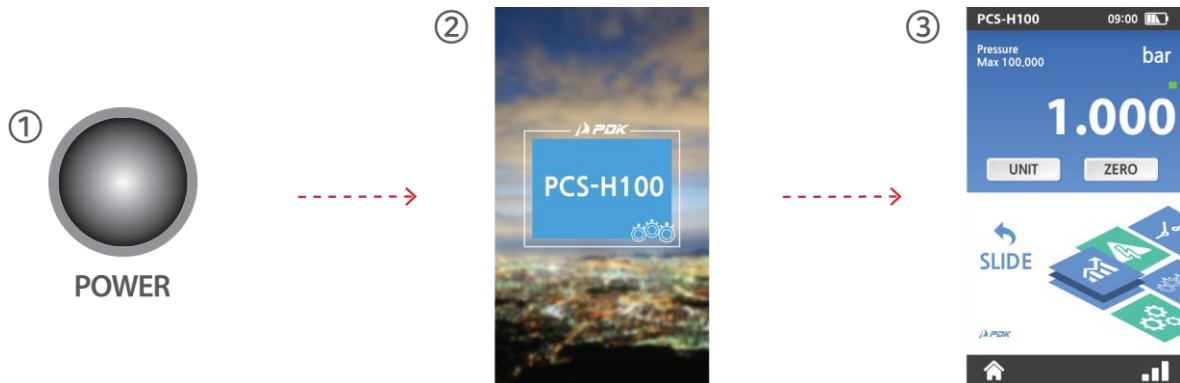 ①
POWER
②
PDK
PCS-H100
③
PCS-H100 09:00
Pressure
Max 100.000
bar
1.000
UNIT ZERO
SLIDE
PDK